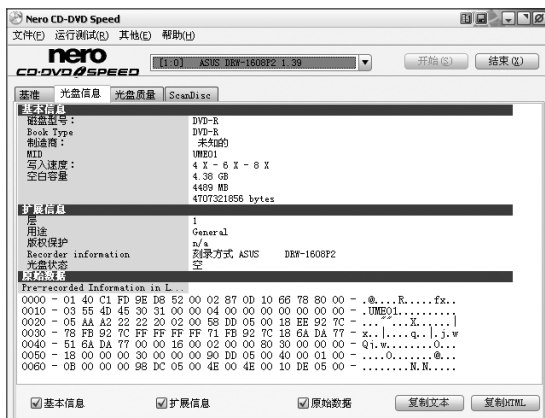 Nero CD-DVD Speed
文件(F) 运行测试(R) 其他(E) 帮助(H)
nero
CD·DVD SPEED
[1:0] ASUS DRW-1608P2 1.39
开始(S) 结束(X)
基准 光盘信息 光盘质量 ScanDisc
基本信息
磁盘型号： DVD-R
Book Type DVD-R
制造商： 未知的
MID UME01
写入速度： 4 X - 6 X - 8 X
空白容量 4.38 GB
4489 MB
4707321856 bytes
扩展信息
层 1
用途 General
版权保护 n/a
Recorder information 刻录方式 ASUS DRW-1608P2
光盘状态 空
原始数据
Pre-recorded Information in L...
0000 - 01 40 C1 FD 9E D8 52 00 02 87 0D 10 66 78 80 00 - .@....R.....fx..
0010 - 03 55 4D 45 30 31 00 00 04 00 00 00 00 00 00 00 - .UME01..........
0020 - 05 AA A2 22 22 20 02 00 58 DD 05 00 18 EE 92 7C - ..."" ..X......|
0030 - 78 FB 92 7C FF FF FF FF 71 FB 92 7C 18 6A DA 77 - x..|....q..|.j.w
0040 - 51 6A DA 77 00 00 16 00 02 00 00 80 30 00 00 00 - Qj.w........0...
0050 - 18 00 00 00 30 00 00 00 90 DD 05 00 40 00 01 00 - ....0.......@...
0060 - 0B 00 00 00 98 DC 05 00 4E 00 4E 00 10 DE 05 00 - ........N.N.....
基本信息 扩展信息 原始数据 复制文本 复制HTML